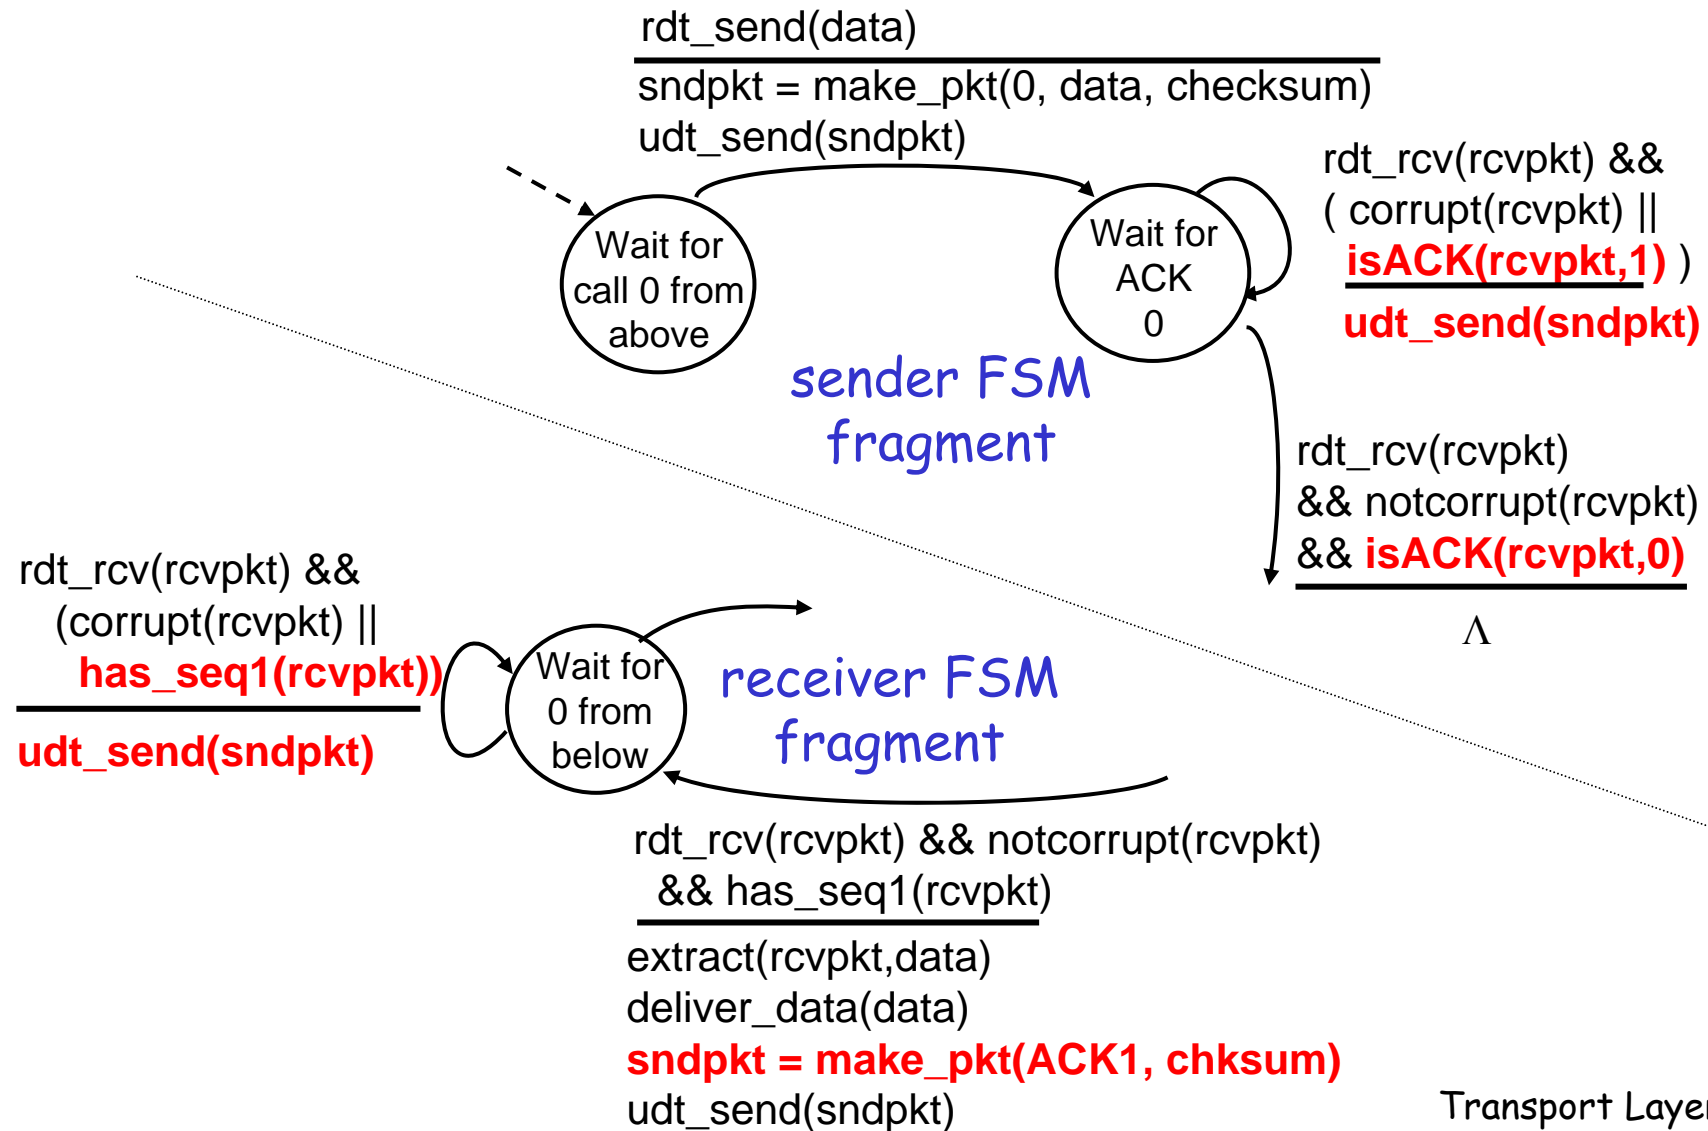 rdt_send(data)
sndpkt = make_pkt(0, data, checksum)
udt_send(sndpkt)
rdt_rcv(rcvpkt) &&
( corrupt(rcvpkt) ||
isACK(rcvpkt,1) )
udt_send(sndpkt)
Wait for
call 0 from
above
Wait for
ACK
0
sender FSM
fragment
rdt_rcv(rcvpkt)
&& notcorrupt(rcvpkt)
&& isACK(rcvpkt,0)
Λ
rdt_rcv(rcvpkt) &&
(corrupt(rcvpkt) ||
has_seq1(rcvpkt))
udt_send(sndpkt)
Wait for
0 from
below
receiver FSM
fragment
rdt_rcv(rcvpkt) && notcorrupt(rcvpkt)
&& has_seq1(rcvpkt)
extract(rcvpkt,data)
deliver_data(data)
sndpkt = make_pkt(ACK1, chksum)
udt_send(sndpkt)
Transport Layer